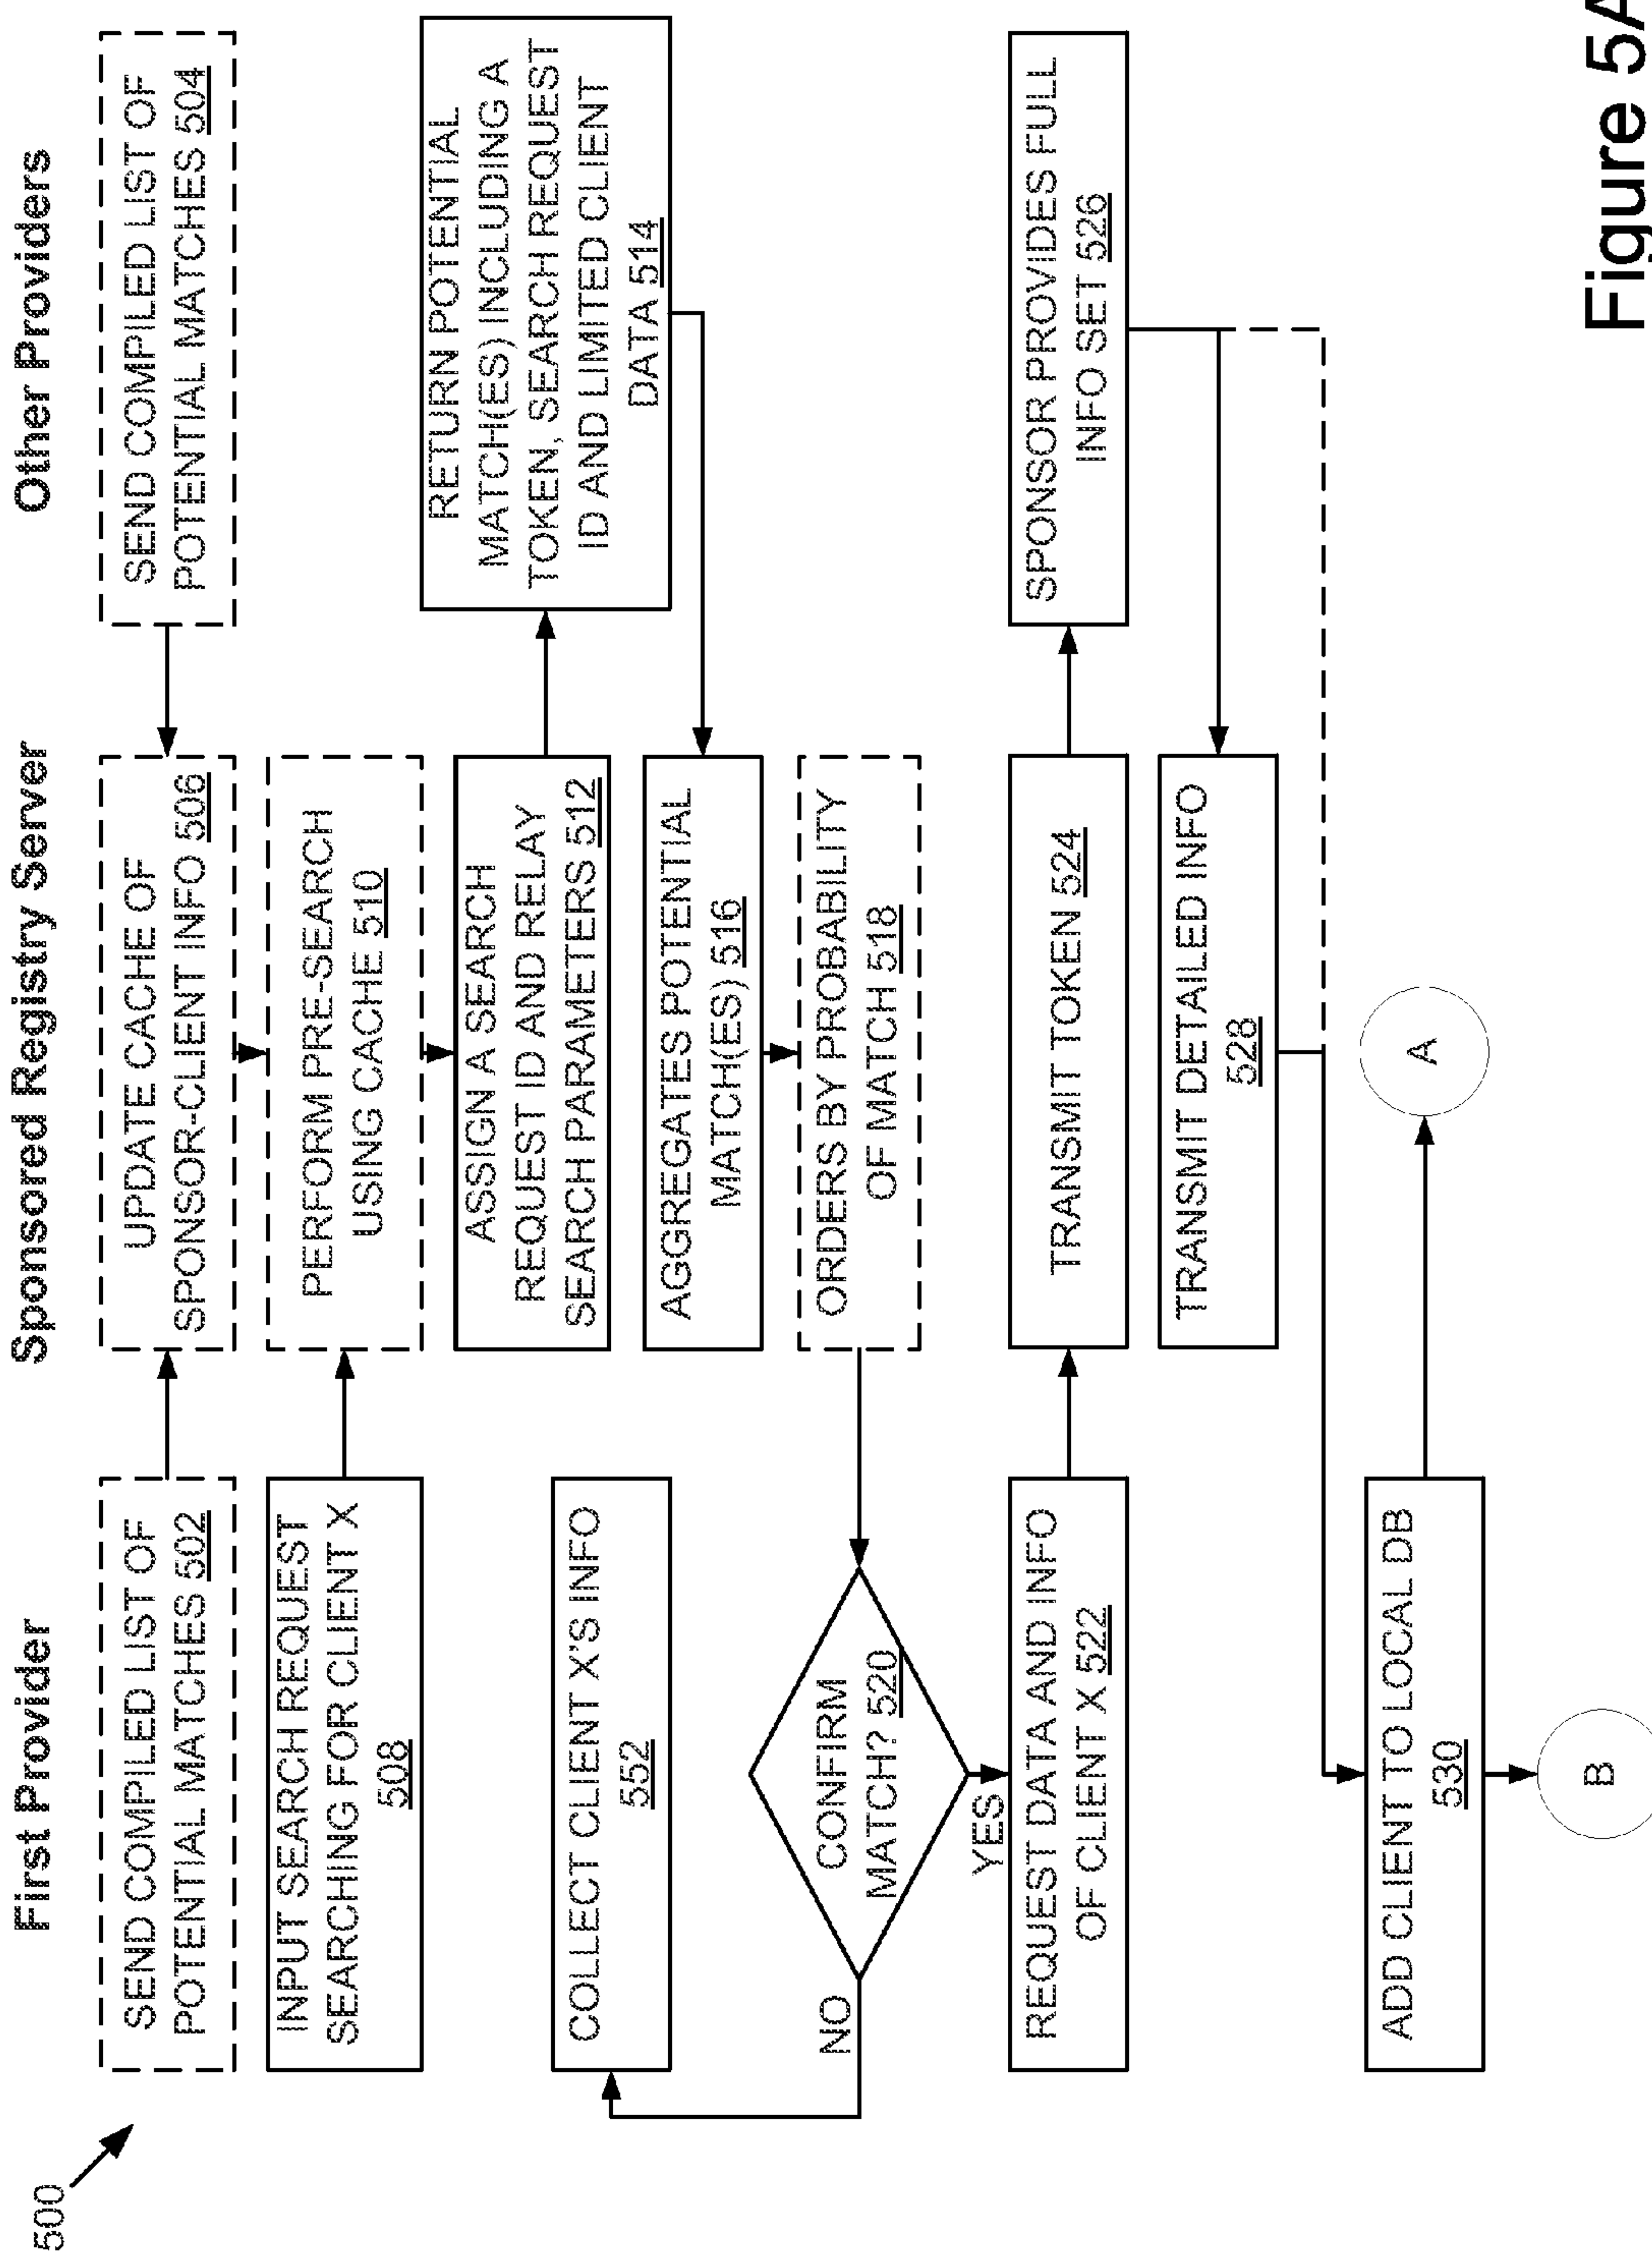 500
First Provider
Sponsored Registry Server
Other Providers
SEND COMPILED LIST OF
POTENTIAL MATCHES 502
UPDATE CACHE OF
SPONSOR-CLIENT INFO 506
SEND COMPILED LIST OF
POTENTIAL MATCHES 504
INPUT SEARCH REQUEST
SEARCHING FOR CLIENT X
508
PERFORM PRE-SEARCH
USING CACHE 510
ASSIGN A SEARCH
REQUEST ID AND RELAY
SEARCH PARAMETERS 512
RETURN POTENTIAL
MATCH(ES) INCLUDING A
TOKEN, SEARCH REQUEST
ID AND LIMITED CLIENT
DATA 514
COLLECT CLIENT X'S INFO
552
AGGREGATES POTENTIAL
MATCH(ES) 516
ORDERS BY PROBABILITY
OF MATCH 518
CONFIRM
MATCH? 520
NO
YES
REQUEST DATA AND INFO
OF CLIENT X 522
TRANSMIT TOKEN 524
SPONSOR PROVIDES FULL
INFO SET 526
TRANSMIT DETAILED INFO
528
ADD CLIENT TO LOCAL DB
530
A
B
Figure 5A